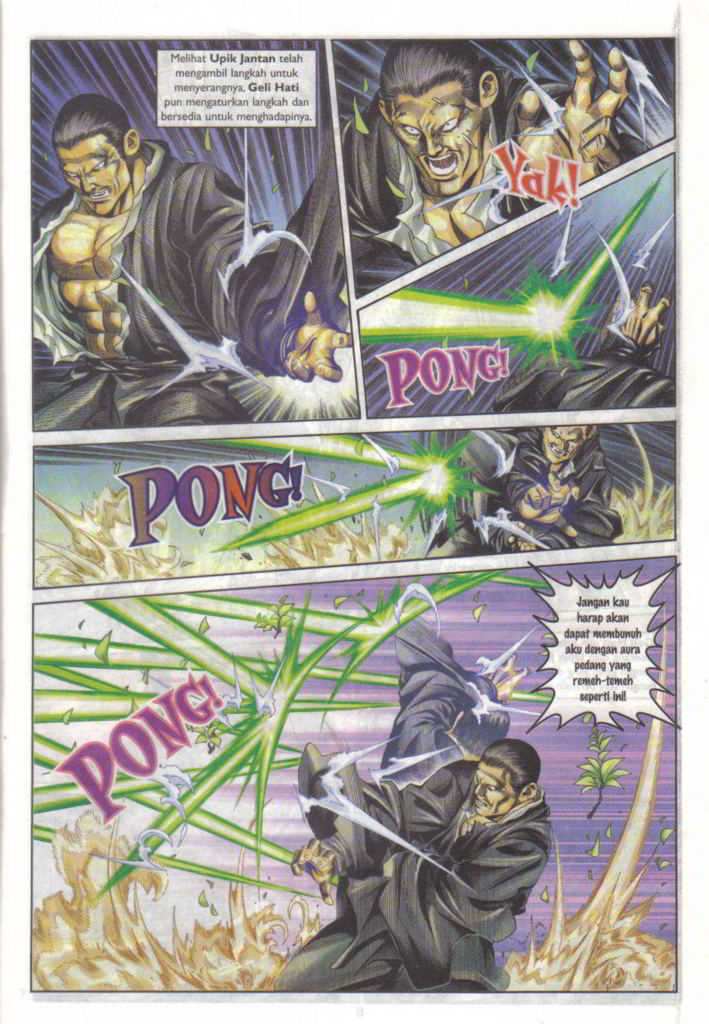 Melihat Upik Jantan telah
mengambil langkah untuk
menyerangnya, Geli Hati
pun mengaturkan langkah dan
bersedia untuk menghadapinya.
Yak!
PONG!
PONG!
Jangan kau
harap akan
dapat membunuh
aku dengan aura
pedang yang
remeh-temeh
seperti ini!
PONG!